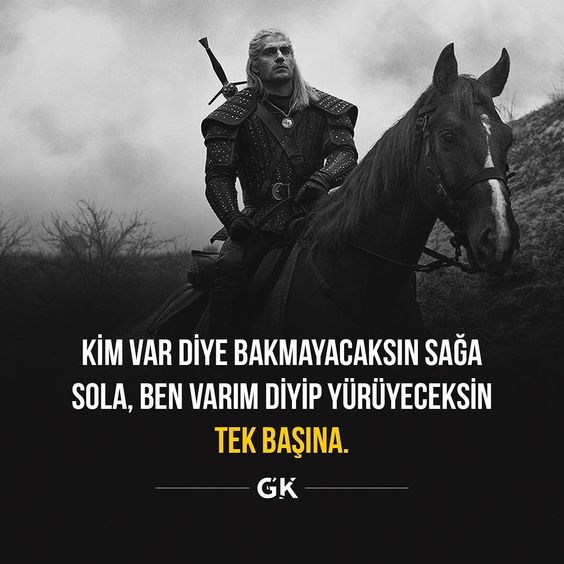 KİM VAR DİYE BAKMAYACAKSIN SAĞA
SOLA, BEN VARIM DİYİP YÜRÜYECEKSİN
TEK BAŞINA.
GK